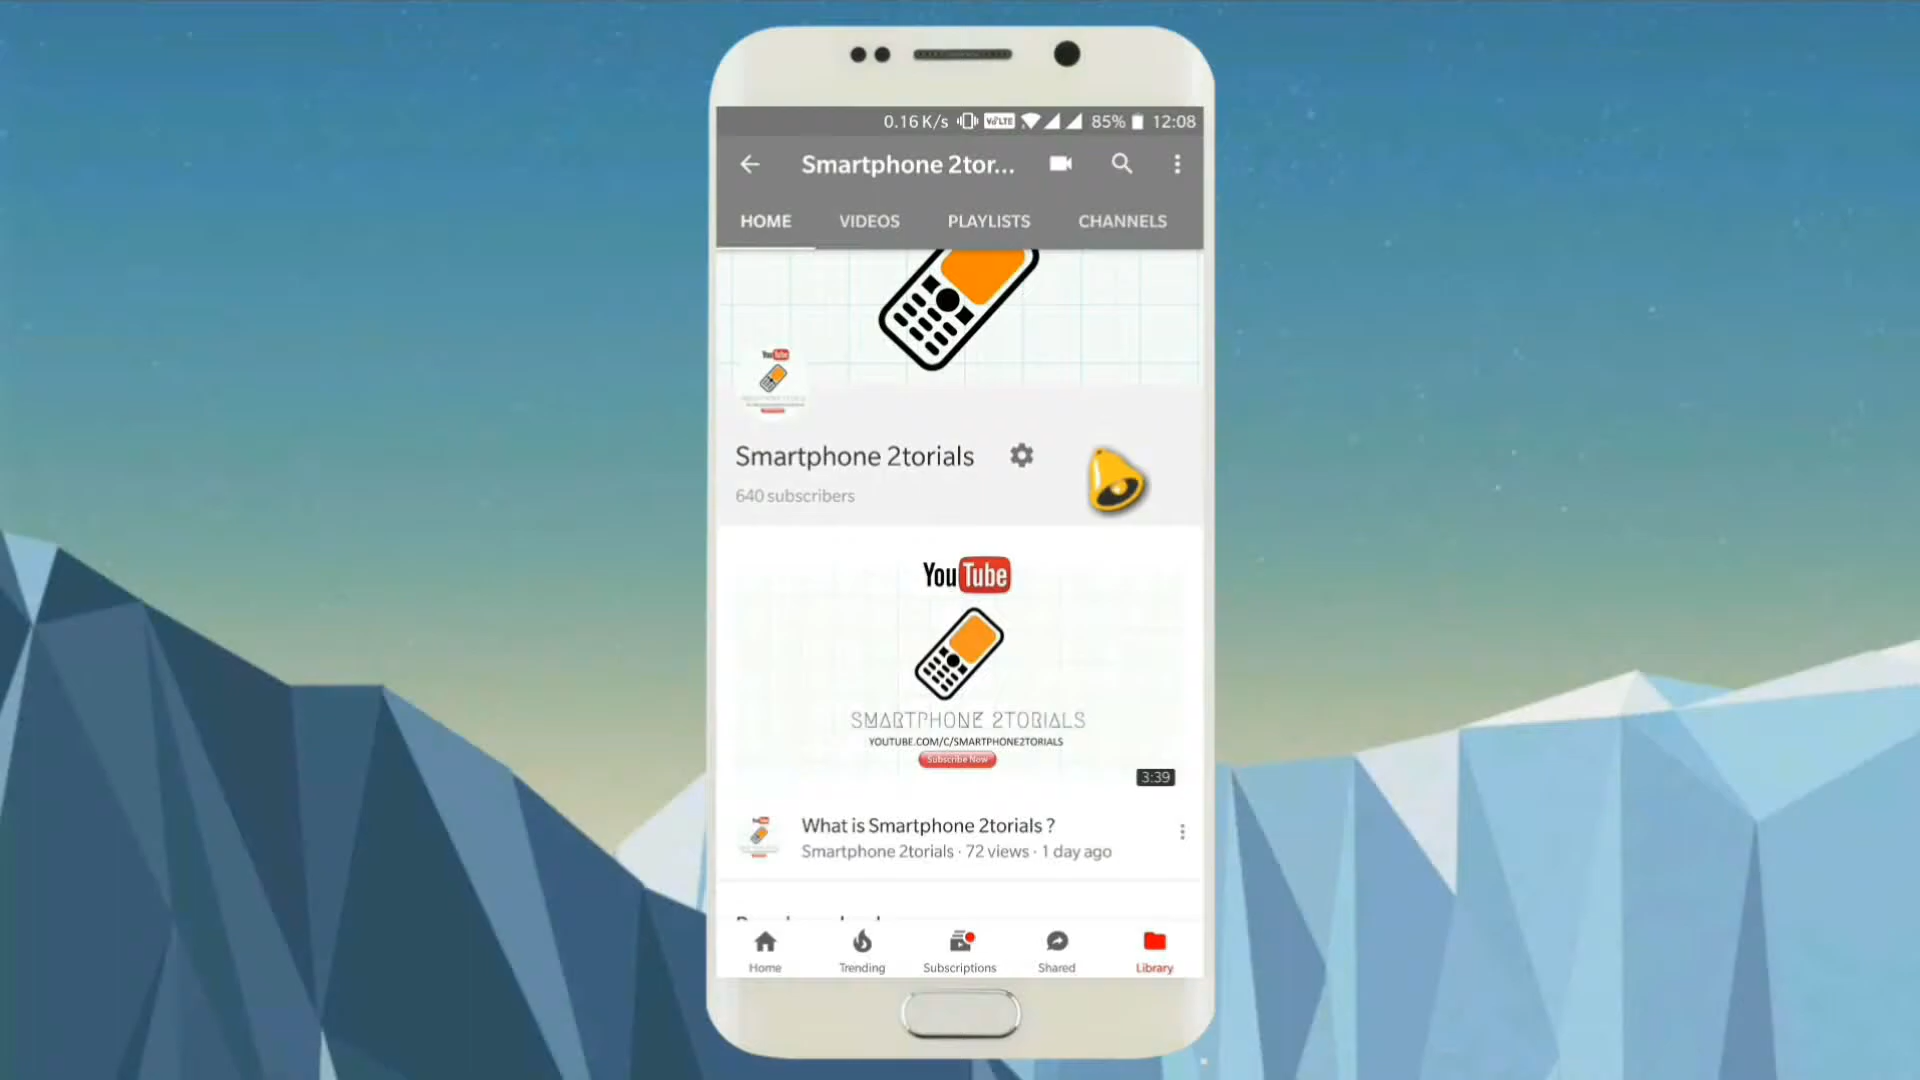 0.16 K/s VoLTE 85% 12:08
Smartphone 2tor...
HOME VIDEOS PLAYLISTS CHANNELS
YouTube
Smartphone 2torials
640 subscribers
YouTube
SMARTPHONE 2TORIALS
YOUTUBE.COM/C/SMARTPHONE2TORIALS
Subscribe Now
3:39
What is Smartphone 2torials ?
Smartphone 2torials · 72 views · 1 day ago
Home Trending Subscriptions Shared Library